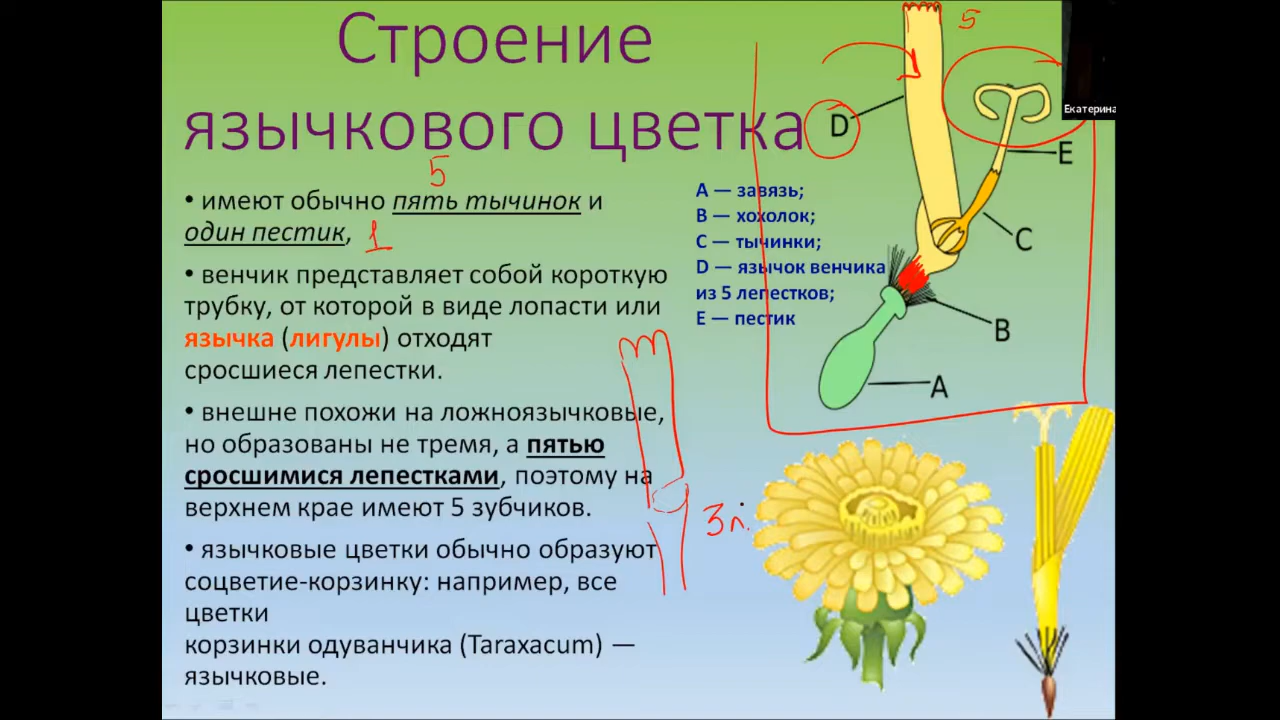 Строение
язычкового цветка
5
• имеют обычно пять тычинок и
один пестик,
1
• венчик представляет собой короткую
трубку, от которой в виде лопасти или
язычка (лигулы) отходят
сросшиеся лепестки.
• внешне похожи на ложноязычковые,
но образованы не тремя, а пятью
сросшимися лепестками, поэтому на
верхнем крае имеют 5 зубчиков.
• язычковые цветки обычно образуют
соцветие-корзинку: например, все
цветки
корзинки одуванчика (Taraxacum) —
язычковые.
A — завязь;
B — хохолок;
C — тычинки;
D — язычок венчика
из 5 лепестков;
E — пестик
5
Екатерина
D
E
C
B
A
3л.